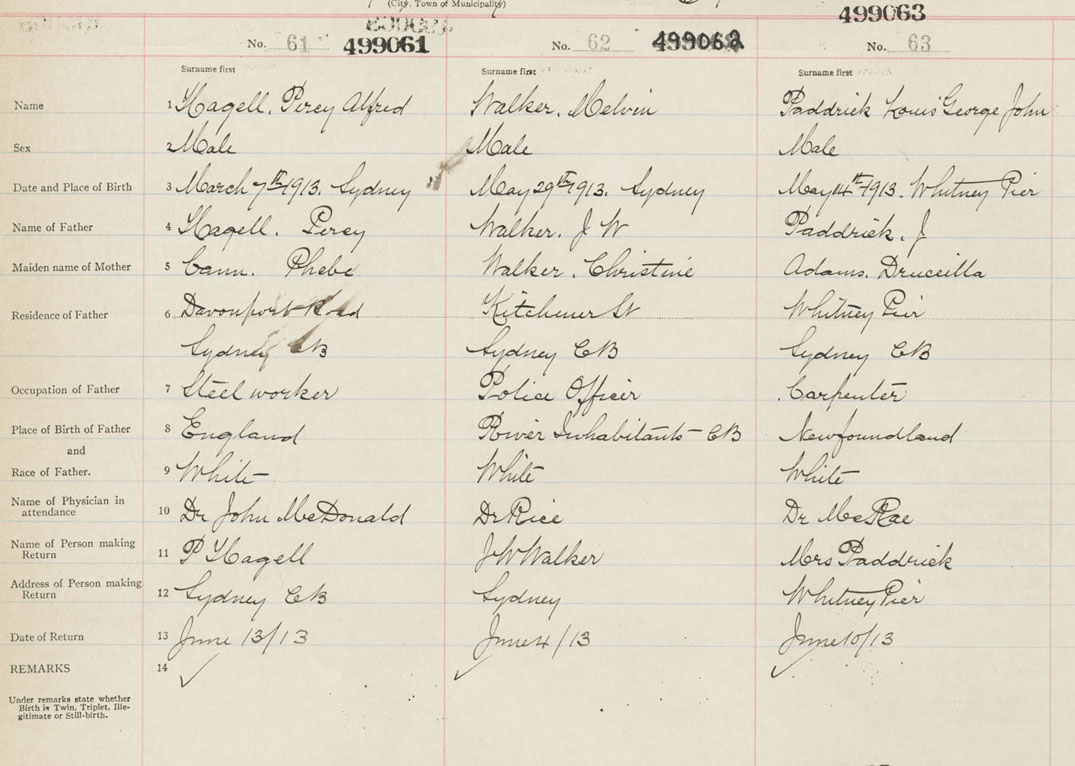 (City, Town of Municipality)
No. 61 499061 No. 62 499062 No. 63 499063
Surname first Surname first Surname first
Name 1 Hagell, Percy Alfred Walker, Melvin Paddrick Louis George John
Sex 2 Male Male Male
Date and Place of Birth 3 March 7th 1913. Sydney May 29th 1913. Sydney May 14th 1913. Whitney Pier
Name of Father 4 Hagell. Percy Walker. J W Paddrick. J
Maiden name of Mother 5 Cann. Phebe Walker. Christine Adams. Druccilla
Residence of Father 6 Davonport Road Kitchener St Whitney Pier
Sydney CB Sydney CB Sydney CB
Occupation of Father 7 Steel worker Police Officer Carpenter
Place of Birth of Father 8 England River Inhabitants CB Newfoundland
and
Race of Father. 9 White White White
Name of Physician in attendance 10 Dr John McDonald Dr Rice Dr McRae
Name of Person making Return 11 P Hagell J W Walker Mrs Paddrick
Address of Person making Return 12 Sydney CB Sydney Whitney Pier
Date of Return 13 June 13/13 June 4/13 June 10/13
REMARKS 14
Under remarks state whether
Birth is Twin, Triplet, Ille-
gitimate or Still-birth.